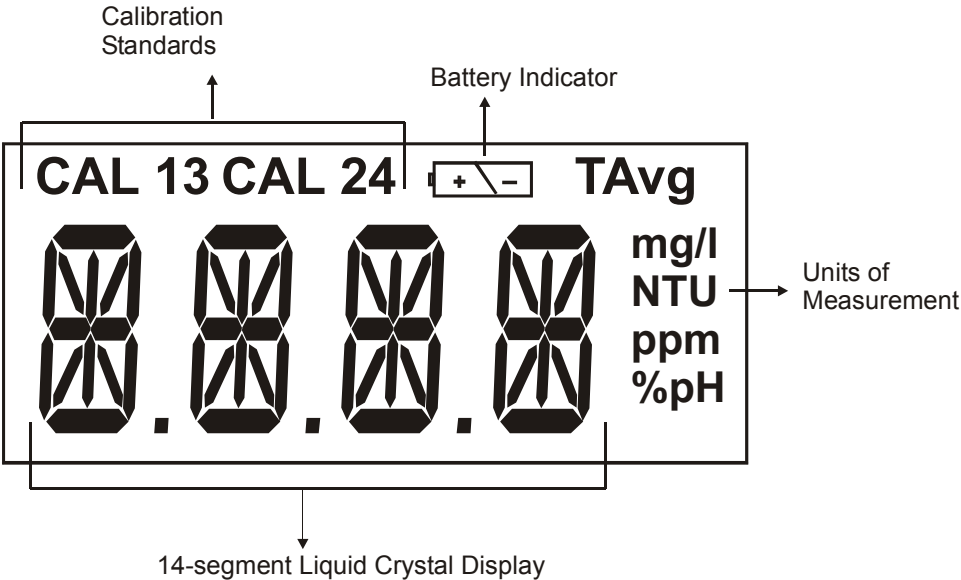 Calibration
Standards
Battery Indicator
CAL 13 CAL 24 + - TAvg
mg/l
NTU
ppm
%pH
Units of
Measurement
14-segment Liquid Crystal Display